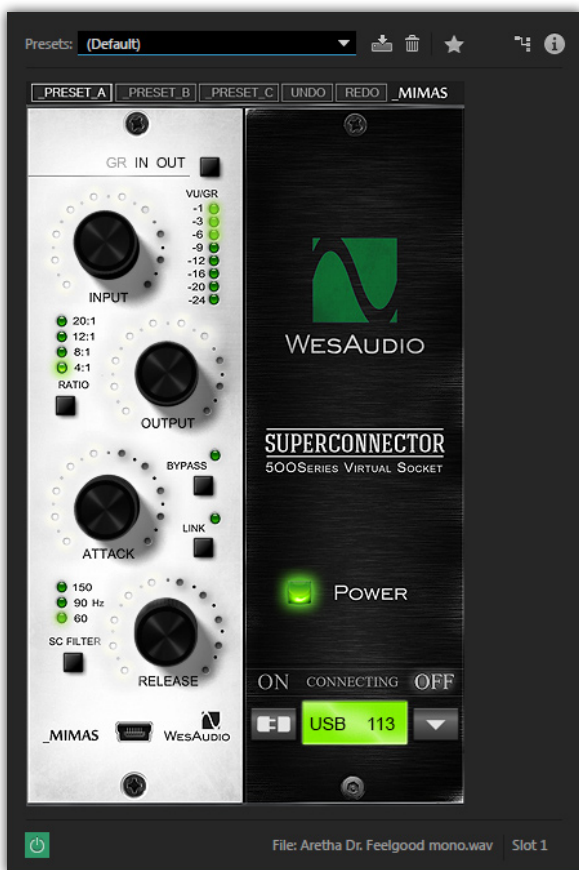 Presets: (Default)
_PRESET_A _PRESET_B _PRESET_C UNDO REDO _MIMAS
GR IN OUT
VU/GR
-1
-3
-6
-9
-12
-16
-20
-24
INPUT
20:1
12:1
8:1
4:1
RATIO
OUTPUT
BYPASS
LINK
ATTACK
150
90 Hz
60
SC FILTER
RELEASE
_MIMAS WESAUDIO
WESAUDIO
SUPERCONNECTOR
500SERIES VIRTUAL SOCKET
POWER
ON CONNECTING OFF
USB 113
File: Aretha Dr. Feelgood mono.wav Slot 1